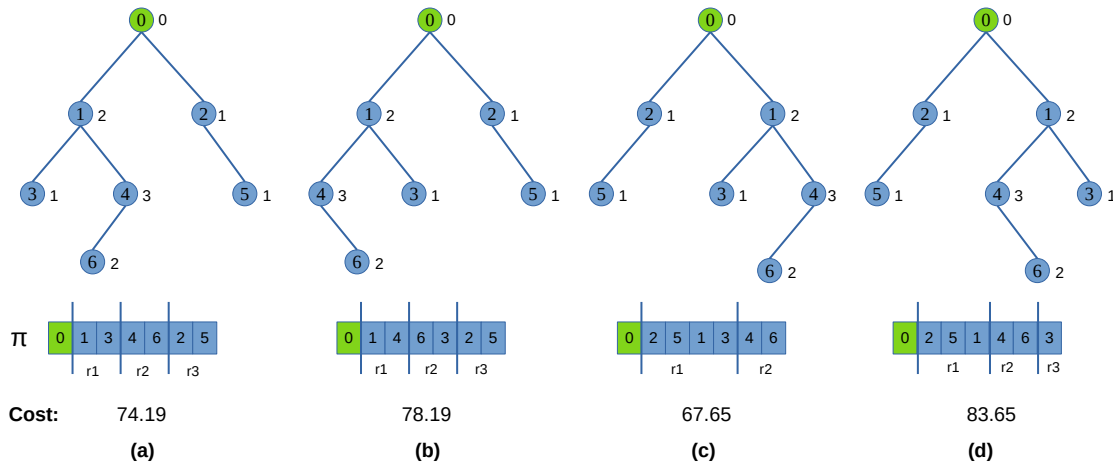 0 0 0 0 0 0 0 0
1 2 2 1 1 2 2 1 2 1 1 2 2 1 1 2
3 1 4 3 5 1 4 3 3 1 5 1 5 1 3 1 4 3 5 1 4 3 3 1
6 2 6 2 6 2 6 2
π 0 1 3 4 6 2 5 0 1 4 6 3 2 5 0 2 5 1 3 4 6 0 2 5 1 4 6 3
r1 r2 r3 r1 r2 r3 r1 r2 r1 r2 r3
Cost: 74.19 78.19 67.65 83.65
(a) (b) (c) (d)